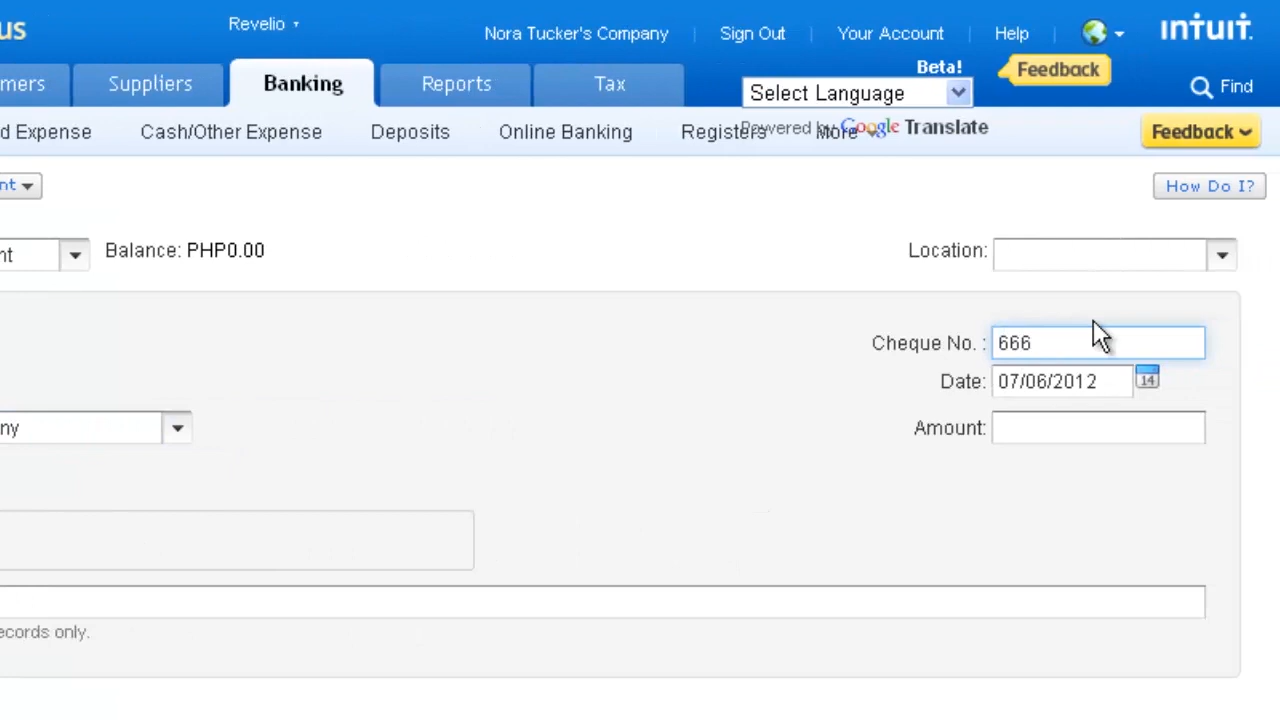 us
Revelio
Nora Tucker's Company
Sign Out
Your Account
Help
INTUIT.
mers
Suppliers
Banking
Reports
Tax
Beta!
Select Language
Feedback
Find
d Expense
Cash/Other Expense
Deposits
Online Banking
Registers
Powered by Google Translate
More
Feedback
nt
How Do I?
nt
Balance: PHP0.00
Location:
Cheque No. : 666
Date: 07/06/2012
14
ny
Amount:
ecords only.